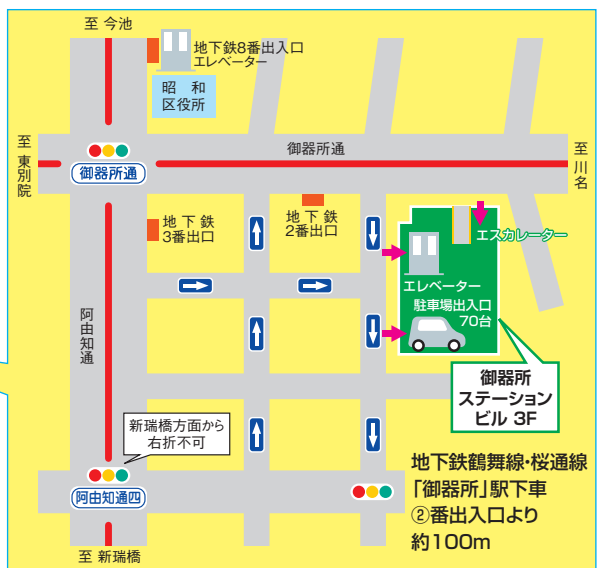 至 今池
地下鉄8番出入口
エレベーター
昭 和
区役所
至 東別院
御器所通
御器所通
至 川名
地 下 鉄
3番出口
地 下 鉄
2番出口
エスカレーター
エレベーター
駐車場出入口
70台
阿由知通
御器所
ステーション
ビル 3F
新瑞橋方面から
右折不可
阿由知通四
地下鉄鶴舞線・桜通線
「御器所」駅下車
②番出入口より
約100m
至 新瑞橋